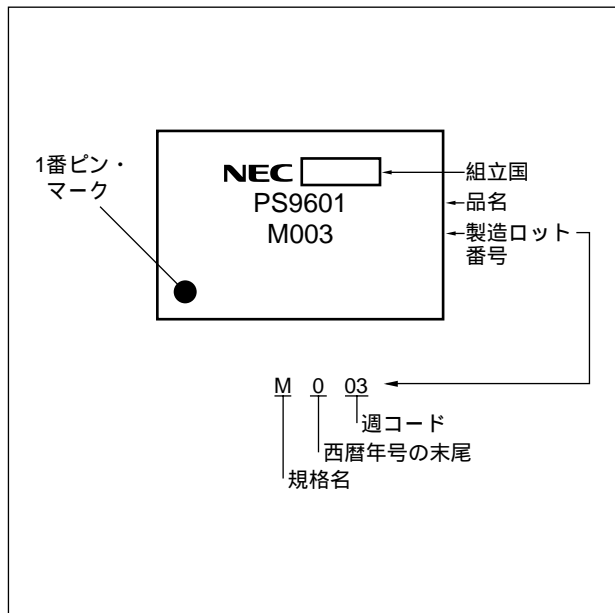 1番ピン・
マーク
NEC
組立国
PS9601
品名
M003
製造ロット
番号
M 0 03
週コード
西暦年号の末尾
規格名